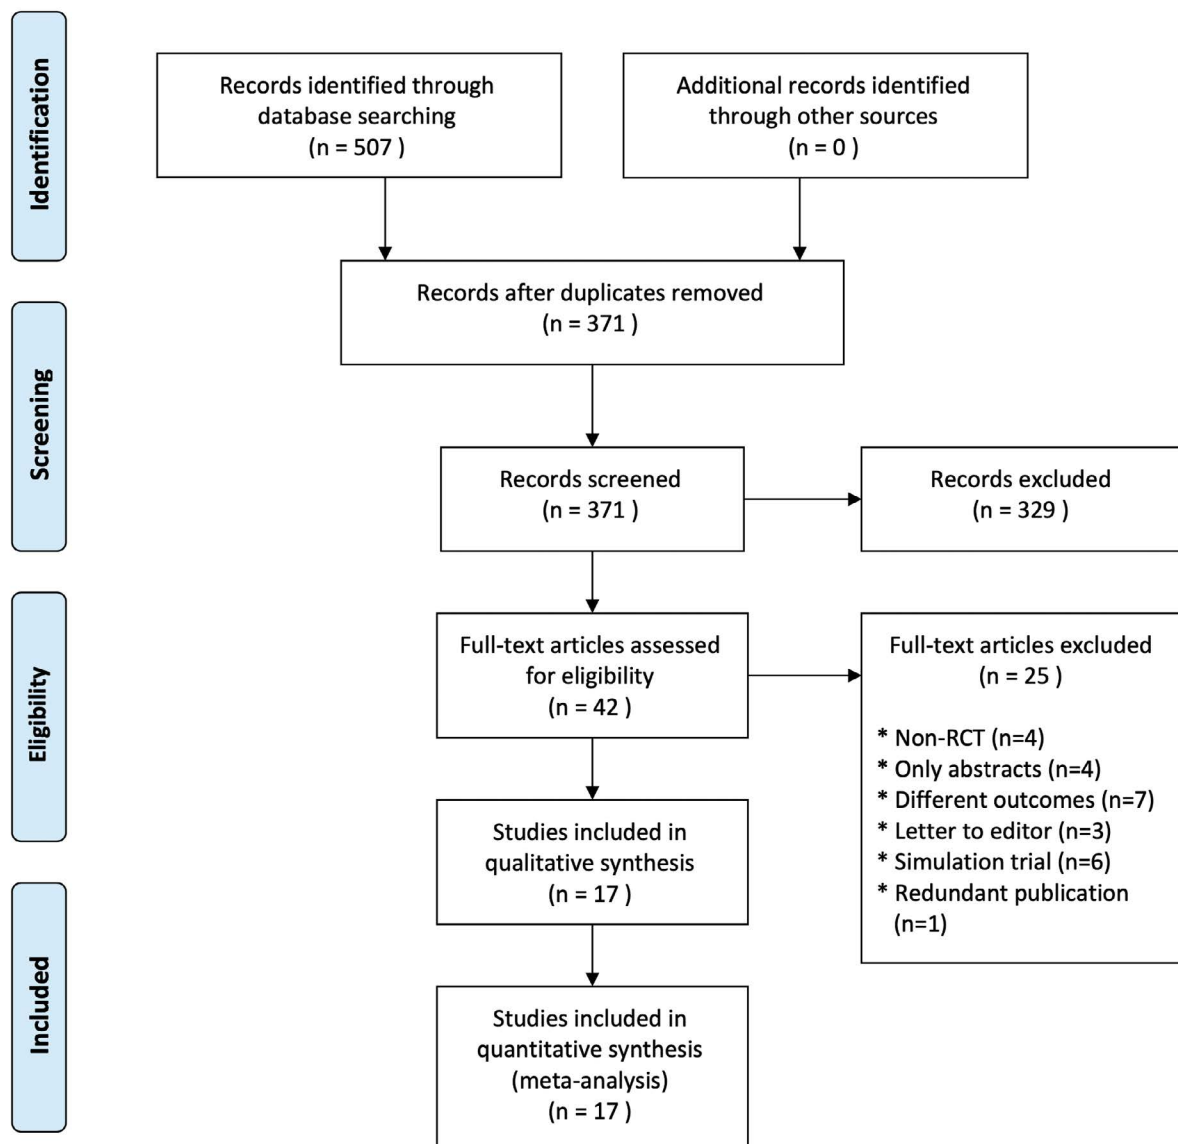 Identification
Records identified through
database searching
(n = 507 )
Additional records identified
through other sources
(n = 0 )
Records after duplicates removed
(n = 371 )
Screening
Records screened
(n = 371 )
Records excluded
(n = 329 )
Eligibility
Full-text articles assessed
for eligibility
(n = 42 )
Full-text articles excluded
(n = 25 )
* Non-RCT (n=4)
* Only abstracts (n=4)
* Different outcomes (n=7)
* Letter to editor (n=3)
* Simulation trial (n=6)
* Redundant publication
(n=1)
Studies included in
qualitative synthesis
(n = 17 )
Included
Studies included in
quantitative synthesis
(meta-analysis)
(n = 17 )